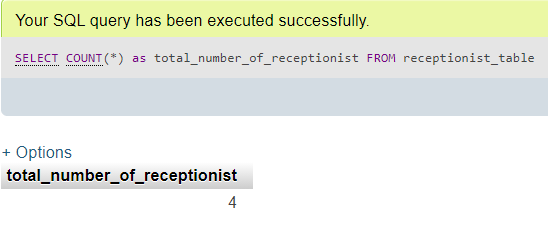 Your SQL query has been executed successfully.
SELECT COUNT(*) as total_number_of_receptionist FROM receptionist_table
+ Options
total_number_of_receptionist
4